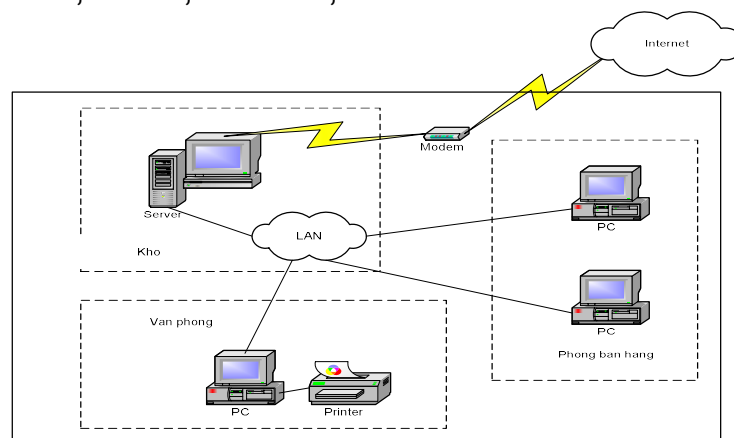 Internet
Modem
Server
PC
LAN
Kho
PC
Van phong
Phong ban hang
PC
Printer